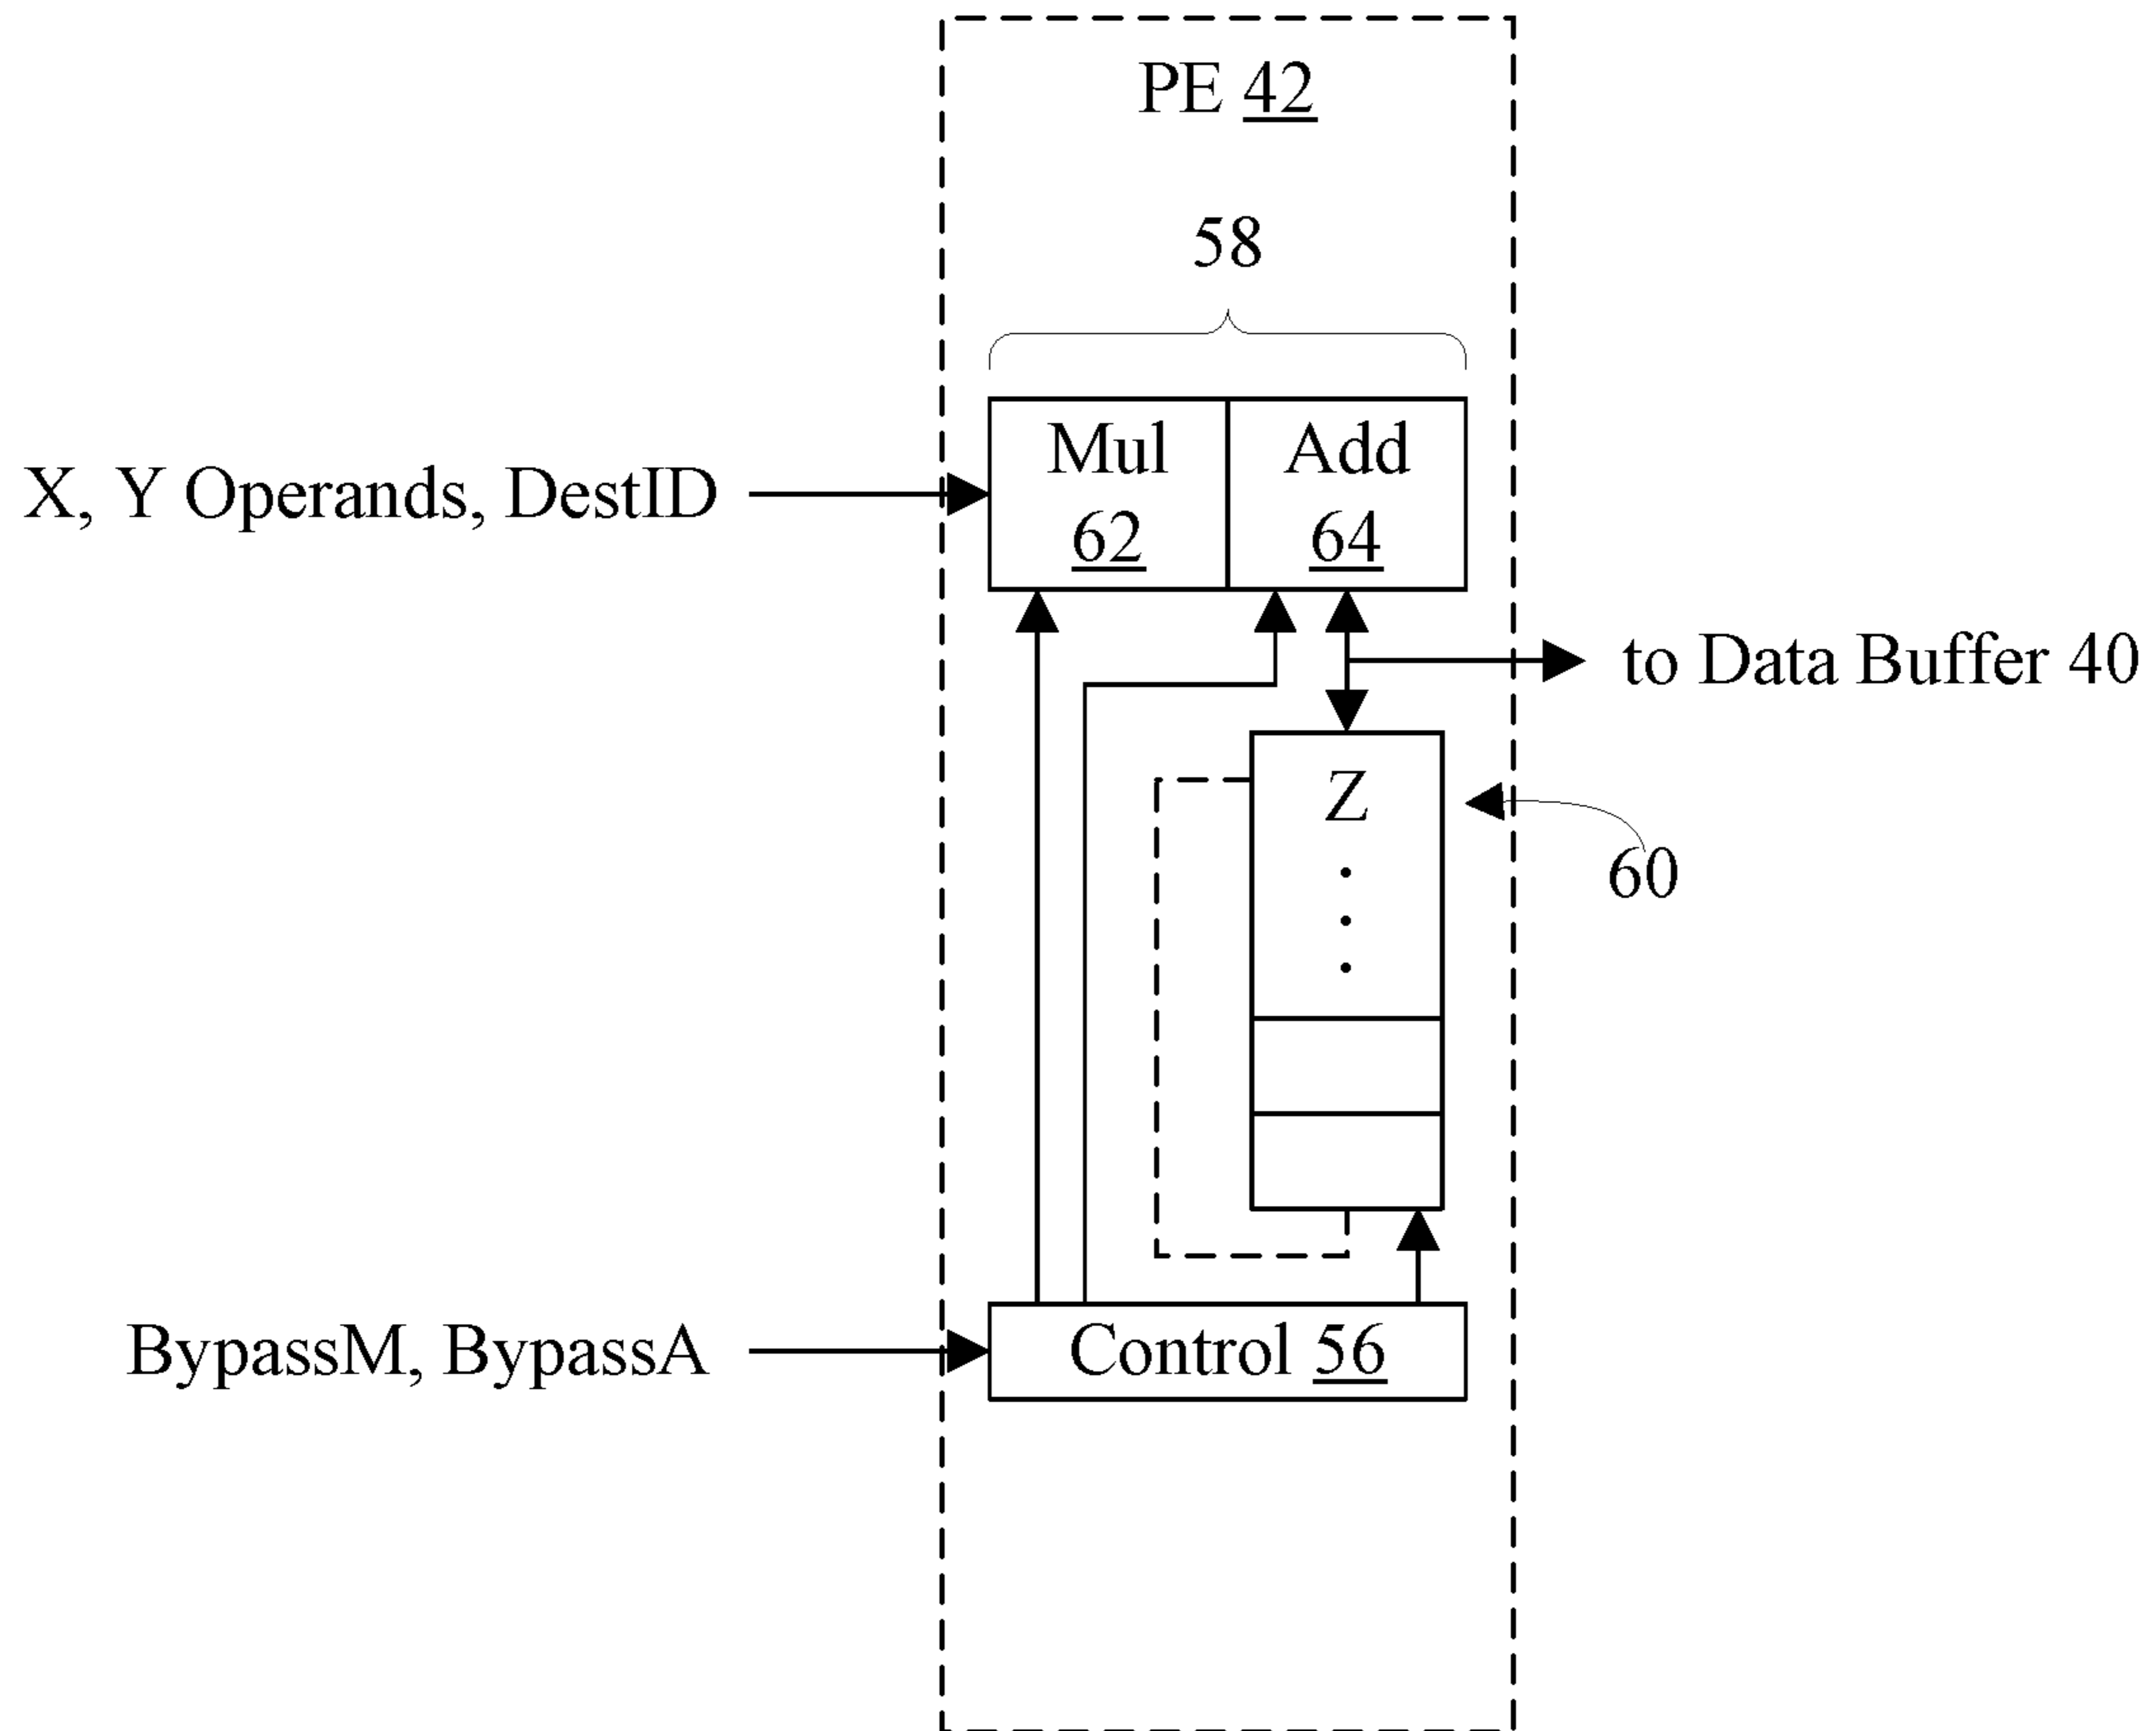 PE 42
58
Mul
62
Add
64
X, Y Operands, DestID
to Data Buffer 40
Z
60
BypassM, BypassA
Control 56